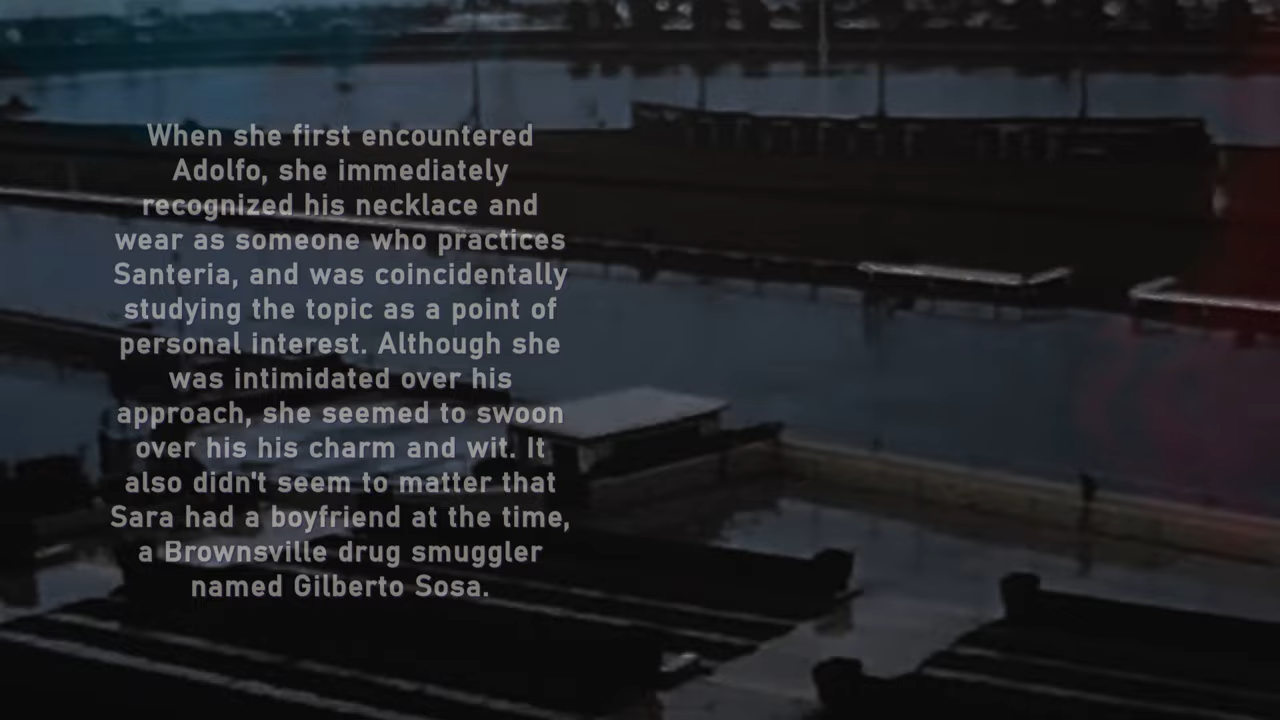 When she first encountered
Adolfo, she immediately
recognized his necklace and
wear as someone who practices
Santeria, and was coincidentally
studying the topic as a point of
personal interest. Although she
was intimidated over his
approach, she seemed to swoon
over his his charm and wit. It
also didn't seem to matter that
Sara had a boyfriend at the time,
a Brownsville drug smuggler
named Gilberto Sosa.